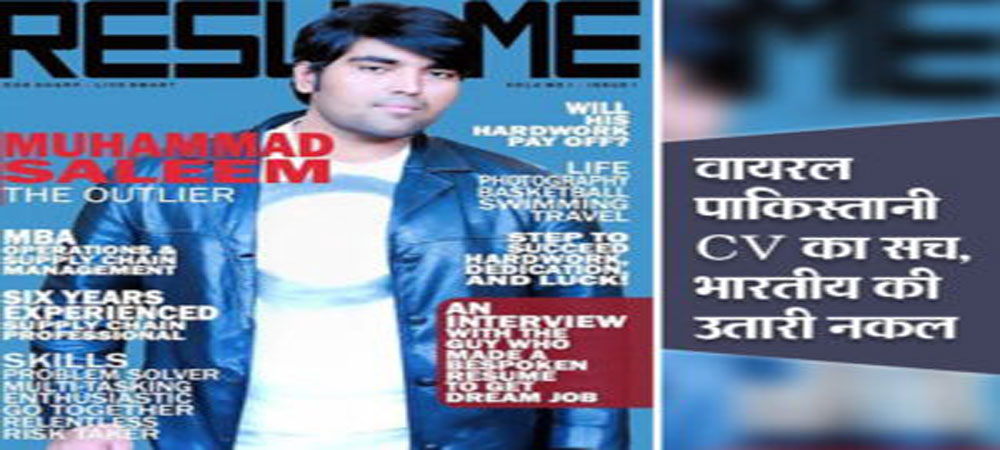 RESUME
MUHAMMAD
SALEEM
THE OUTLIER
MBA
OPERATIONS &
SUPPLY CHAIN
MANAGEMENT
SIX YEARS
EXPERIENCED
SUPPLY CHAIN
PROFESSIONAL
SKILLS
PROBLEM SOLVER
MULTI-TASKING
ENTHUSIASTIC
GO TOGETHER
RELENTLESS
RISK TAKER
WILL
HIS
HARDWORK
PAY OFF?
LIFE
PHOTOGRAPHY
BASKETBALL
SWIMMING
TRAVEL
STEP TO
SUCCEED
HARDWORK,
DEDICATION,
AND LUCK!
AN
INTERVIEW
WITH THE
GUY WHO
MADE A
BESPOKEN
RESUME
TO GET
DREAM JOB
वायरल
पाकिस्तानी
CV का सच,
भारतीय की
उतारी नकल